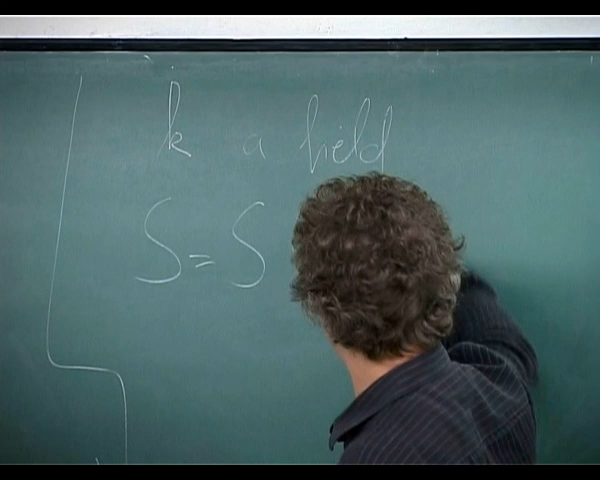 k a field
S = S